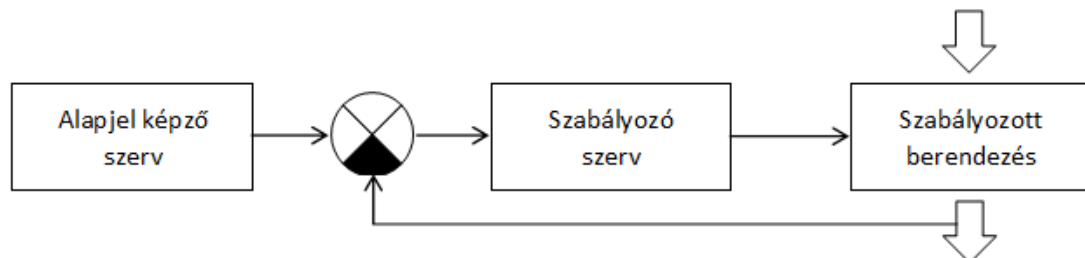 Alapjel képző
szerv
Szabályozó
szerv
Szabályozott
berendezés